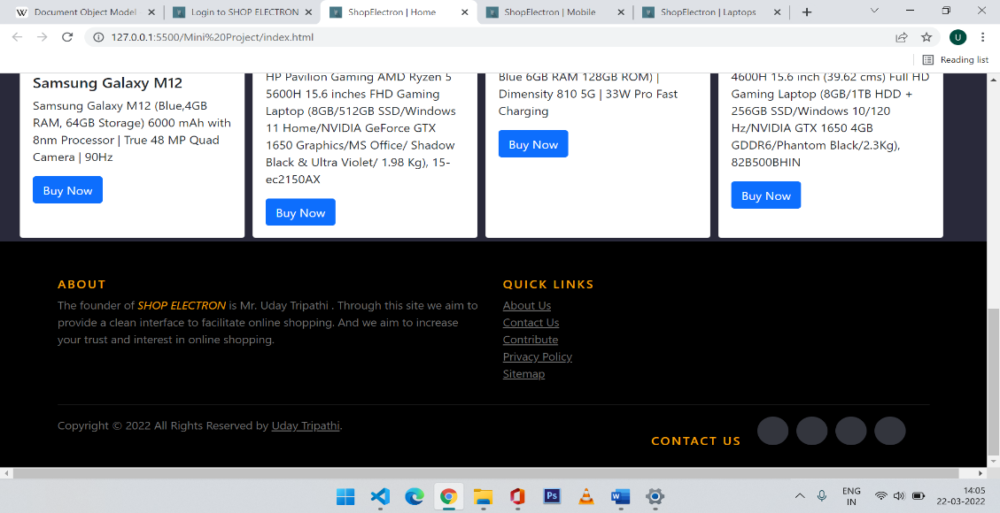 Document Object Model
Login to SHOP ELECTRON
ShopElectron | Home
ShopElectron | Mobile
ShopElectron | Laptops
127.0.0.1:5500/Mini%20Project/index.html
U
Reading list
Samsung Galaxy M12
Samsung Galaxy M12 (Blue,4GB
RAM, 64GB Storage) 6000 mAh with
8nm Processor | True 48 MP Quad
Camera | 90Hz
Buy Now
HP Pavilion Gaming AMD Ryzen 5
5600H 15.6 inches FHD Gaming
Laptop (8GB/512GB SSD/Windows
11 Home/NVIDIA GeForce GTX
1650 Graphics/MS Office/ Shadow
Black & Ultra Violet/ 1.98 Kg), 15-
ec2150AX
Buy Now
Blue 6GB RAM 128GB ROM) |
Dimensity 810 5G | 33W Pro Fast
Charging
Buy Now
4600H 15.6 inch (39.62 cms) Full HD
Gaming Laptop (8GB/1TB HDD +
256GB SSD/Windows 10/120
Hz/NVIDIA GTX 1650 4GB
GDDR6/Phantom Black/2.3Kg),
82B500BHIN
Buy Now
ABOUT
The founder of SHOP ELECTRON is Mr. Uday Tripathi . Through this site we aim to
provide a clean interface to facilitate online shopping. And we aim to increase
your trust and interest in online shopping.
QUICK LINKS
About Us
Contact Us
Contribute
Privacy Policy
Sitemap
Copyright © 2022 All Rights Reserved by Uday Tripathi.
CONTACT US
Ps
ENG
IN
14:05
22-03-2022